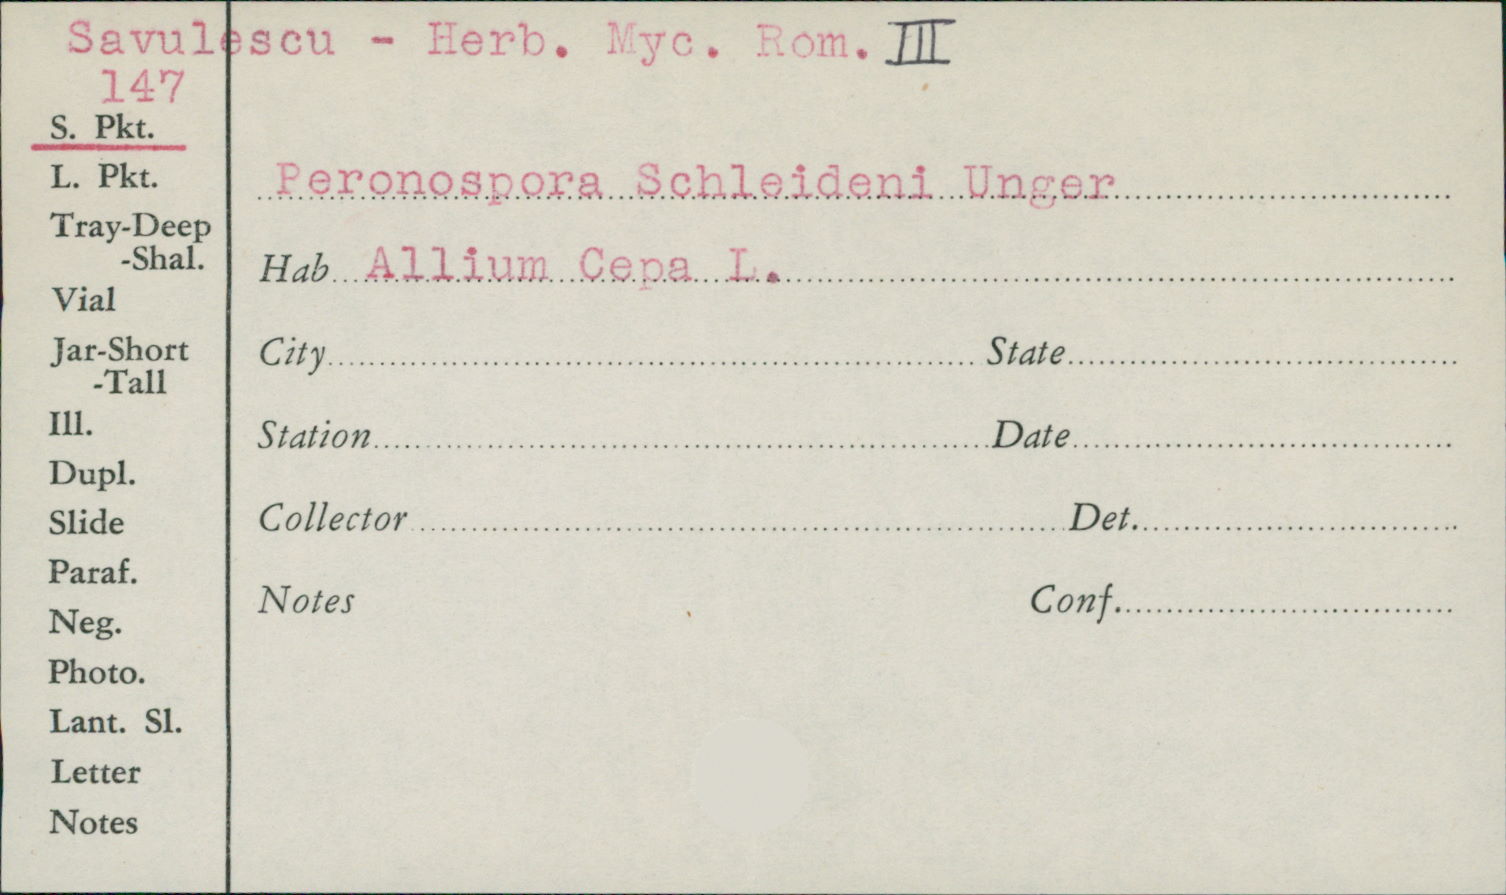 Savulescu - Herb. Myc. Rom. III
147
S. Pkt.
L. Pkt.
Tray-Deep
-Shal.
Vial
Jar-Short
-Tall
Ill.
Dupl.
Slide
Paraf.
Neg.
Photo.
Lant. Sl.
Letter
Notes
Peronospora Schleideni Unger
Hab Allium Cepa L.
City State
Station Date
Collector Det.
Notes Conf.